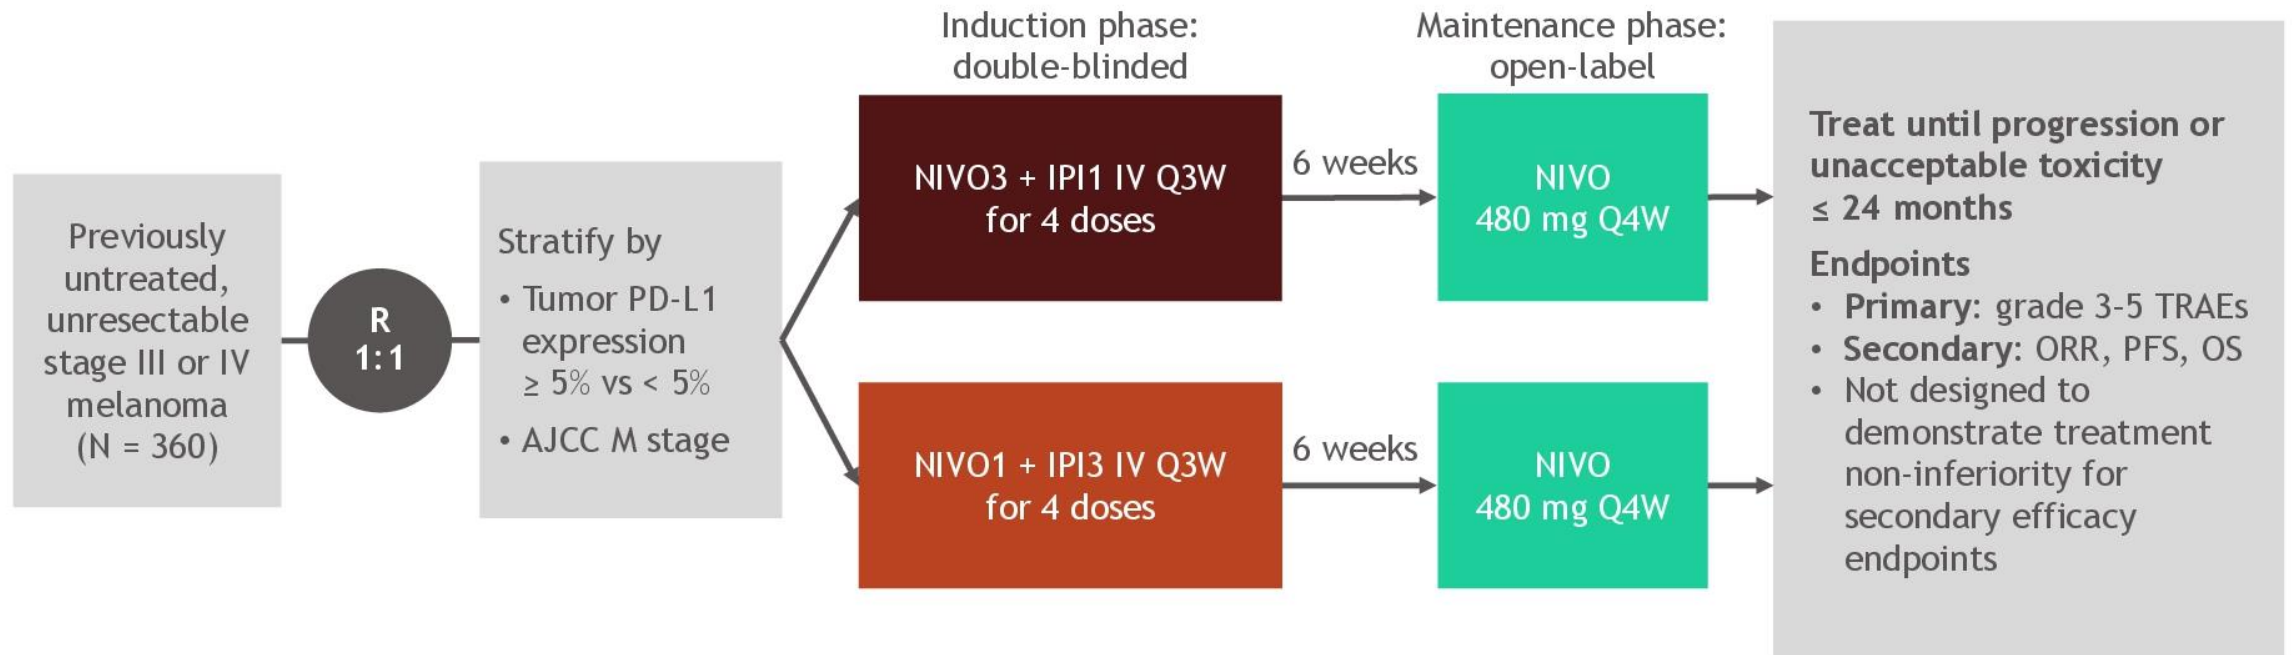 Previously
untreated,
unresectable
stage III or IV
melanoma
(N = 360)
R
1:1
Stratify by
• Tumor PD-L1
expression
≥ 5% vs < 5%
• AJCC M stage
Induction phase:
double-blinded
NIVO3 + IPI1 IV Q3W
for 4 doses
6 weeks
Maintenance phase:
open-label
NIVO
480 mg Q4W
NIVO1 + IPI3 IV Q3W
for 4 doses
6 weeks
NIVO
480 mg Q4W
Treat until progression or
unacceptable toxicity
≤ 24 months
Endpoints
• Primary: grade 3-5 TRAEs
• Secondary: ORR, PFS, OS
• Not designed to
demonstrate treatment
non-inferiority for
secondary efficacy
endpoints